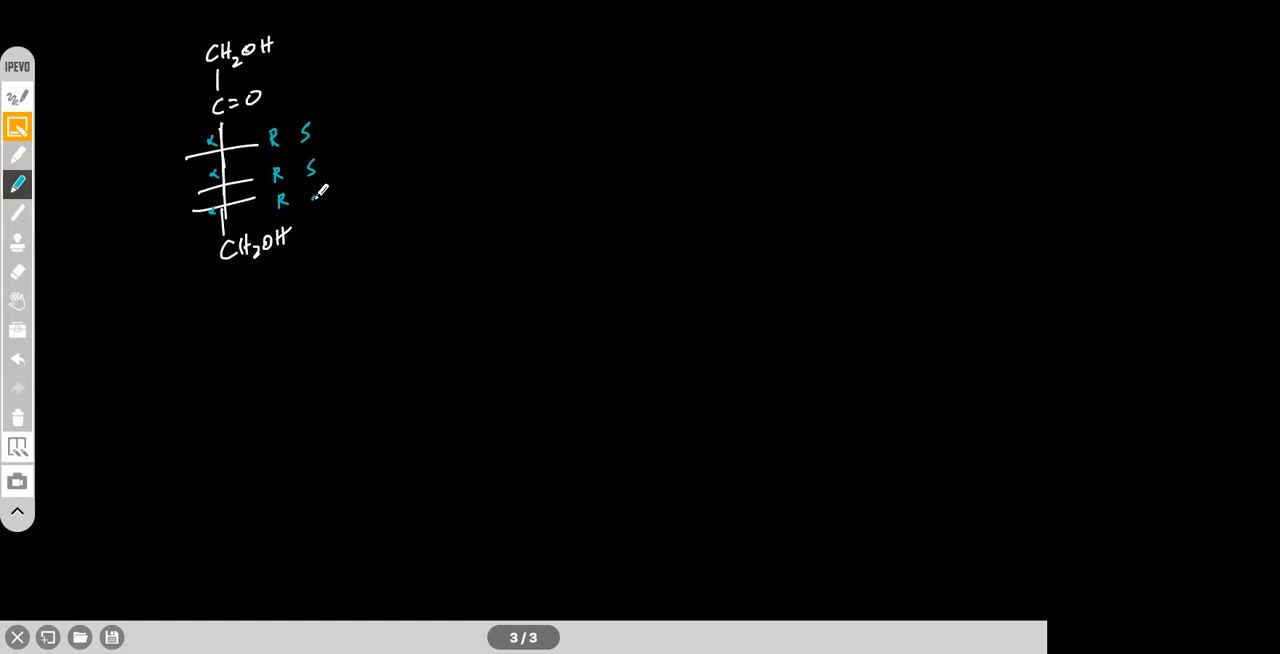 IPEVO
CH₂OH
C=O
α R S
α R S
α R
CH₂OH
3/3